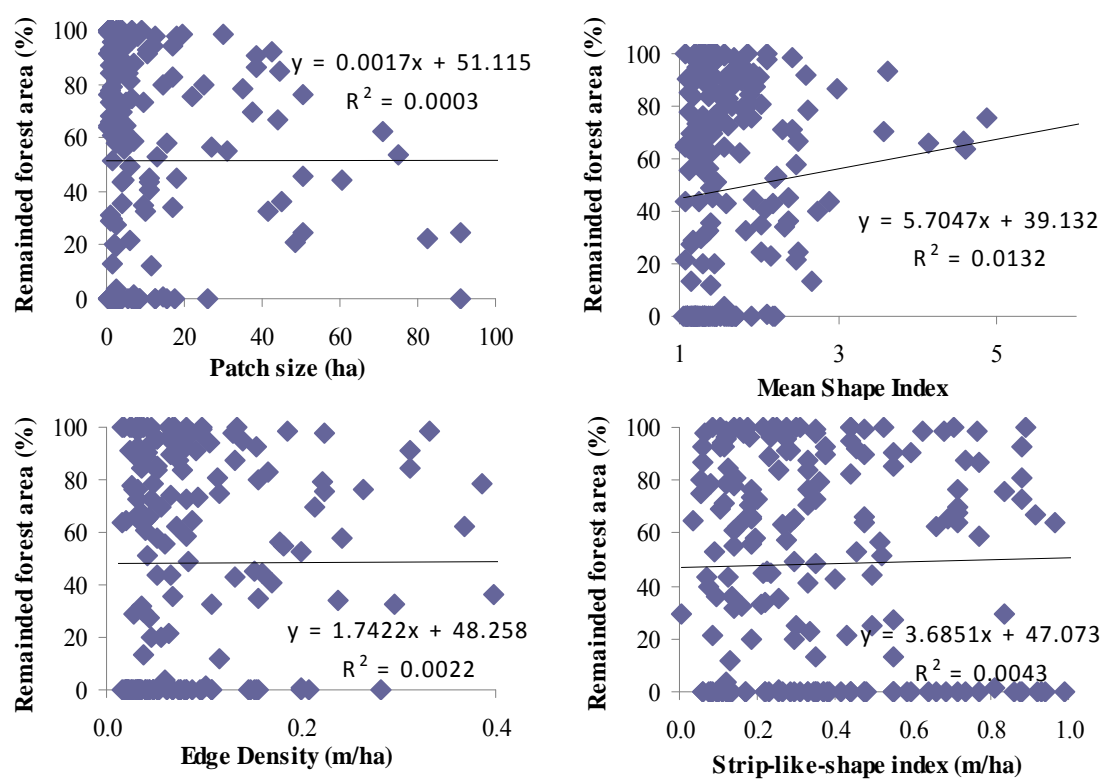 Remainded forest area (%)
100
80
60
40
20
0
y = 0.0017x + 51.115
R² = 0.0003
0 20 40 60 80 100
Patch size (ha)
Remainded forest area (%)
100
80
60
40
20
0
y = 5.7047x + 39.132
R² = 0.0132
1 3 5
Mean Shape Index
Remainded forest area (%)
100
80
60
40
20
0
y = 1.7422x + 48.258
R² = 0.0022
0.0 0.2 0.4
Edge Density (m/ha)
Remainded forest area (%)
100
80
60
40
20
0
y = 3.6851x + 47.073
R² = 0.0043
0.0 0.2 0.4 0.6 0.8 1.0
Strip-like-shape index (m/ha)